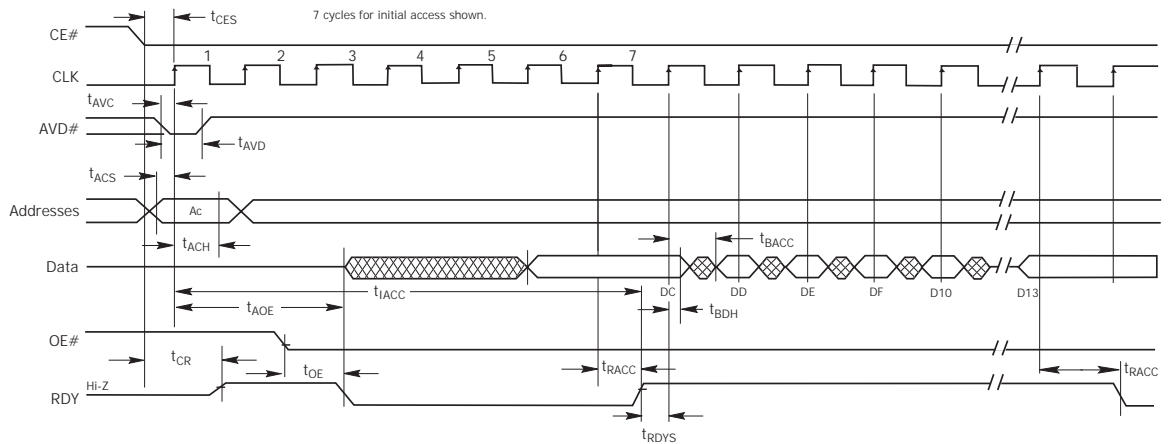 tCES
7 cycles for initial access shown.
CE#
1 2 3 4 5 6 7
CLK
tAVC
AVD#
tAVD
tACS
Addresses
Ac
tACH
tBACC
Data
tIACC
DC DD DE DF D10 D13
tAOE
tBDH
OE#
tCR
tOE
tRACC
tRACC
Hi-Z
RDY
tRDYS